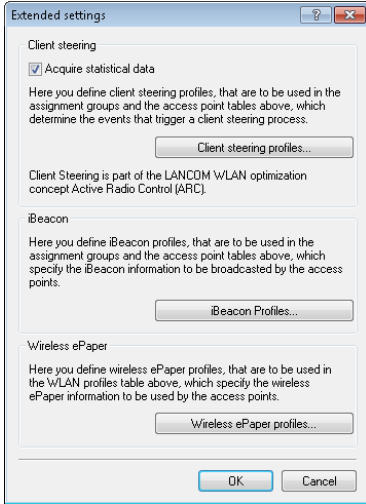 Extended settings
Client steering
Acquire statistical data
Here you define client steering profiles, that are to be used in the
assignment groups and the access point tables above, which
determine the events that trigger a client steering process.
Client steering profiles...
Client Steering is part of the LANCOM WLAN optimization
concept Active Radio Control (ARC).
iBeacon
Here you define iBeacon profiles, that are to be used in the
assignment groups and the access point tables above, which
specify the iBeacon information to be broadcasted by the access
points.
iBeacon Profiles...
Wireless ePaper
Here you define wireless ePaper profiles, that are to be used in
the WLAN profiles table above, which specify the wireless
ePaper information to be used by the access points.
Wireless ePaper profiles...
OK Cancel